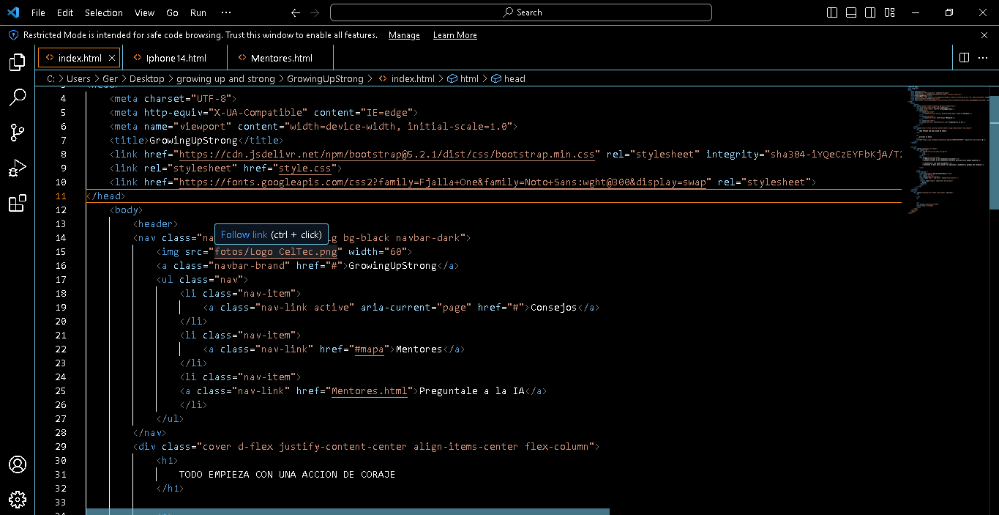 File Edit Selection View Go Run ··· Search
Restricted Mode is intended for safe code browsing. Trust this window to enable all features. Manage Learn More
index.html Iphone14.html Mentores.html
C: > Users > Ger > Desktop > growing up and strong > GrowingUpStrong > index.html > html > head
3 <head>
4 <meta charset="UTF-8">
5 <meta http-equiv="X-UA-Compatible" content="IE=edge">
6 <meta name="viewport" content="width=device-width, initial-scale=1.0">
7 <title>GrowingUpStrong</title>
8 <link href="https://cdn.jsdelivr.net/npm/bootstrap@5.2.1/dist/css/bootstrap.min.css" rel="stylesheet" integrity="sha384-iYQeCzEYFbKjA/T2
9 <link rel="stylesheet" href="style.css">
10 <link href="https://fonts.googleapis.com/css2?family=Fjalla+One&family=Noto+Sans:wght@300&display=swap" rel="stylesheet">
11 </head>
12 <body>
13 <header>
Follow link (ctrl + click)
14 <nav class="na g bg-black navbar-dark">
15 <img src="fotos/Logo CelTec.png" width="60">
16 <a class="navbar-brand" href="#">GrowingUpStrong</a>
17 <ul class="nav">
18 <li class="nav-item">
19 <a class="nav-link active" aria-current="page" href="#">Consejos</a>
20 </li>
21 <li class="nav-item">
22 <a class="nav-link" href="#mapa">Mentores</a>
23 </li>
24 <li class="nav-item">
25 <a class="nav-link" href="Mentores.html">Preguntale a la IA</a>
26 </li>
27 </ul>
28 </nav>
29 <div class="cover d-flex justify-content-center align-items-center flex-column">
30 <h1>
31 TODO EMPIEZA CON UNA ACCION DE CORAJE
32 </h1>
33
34